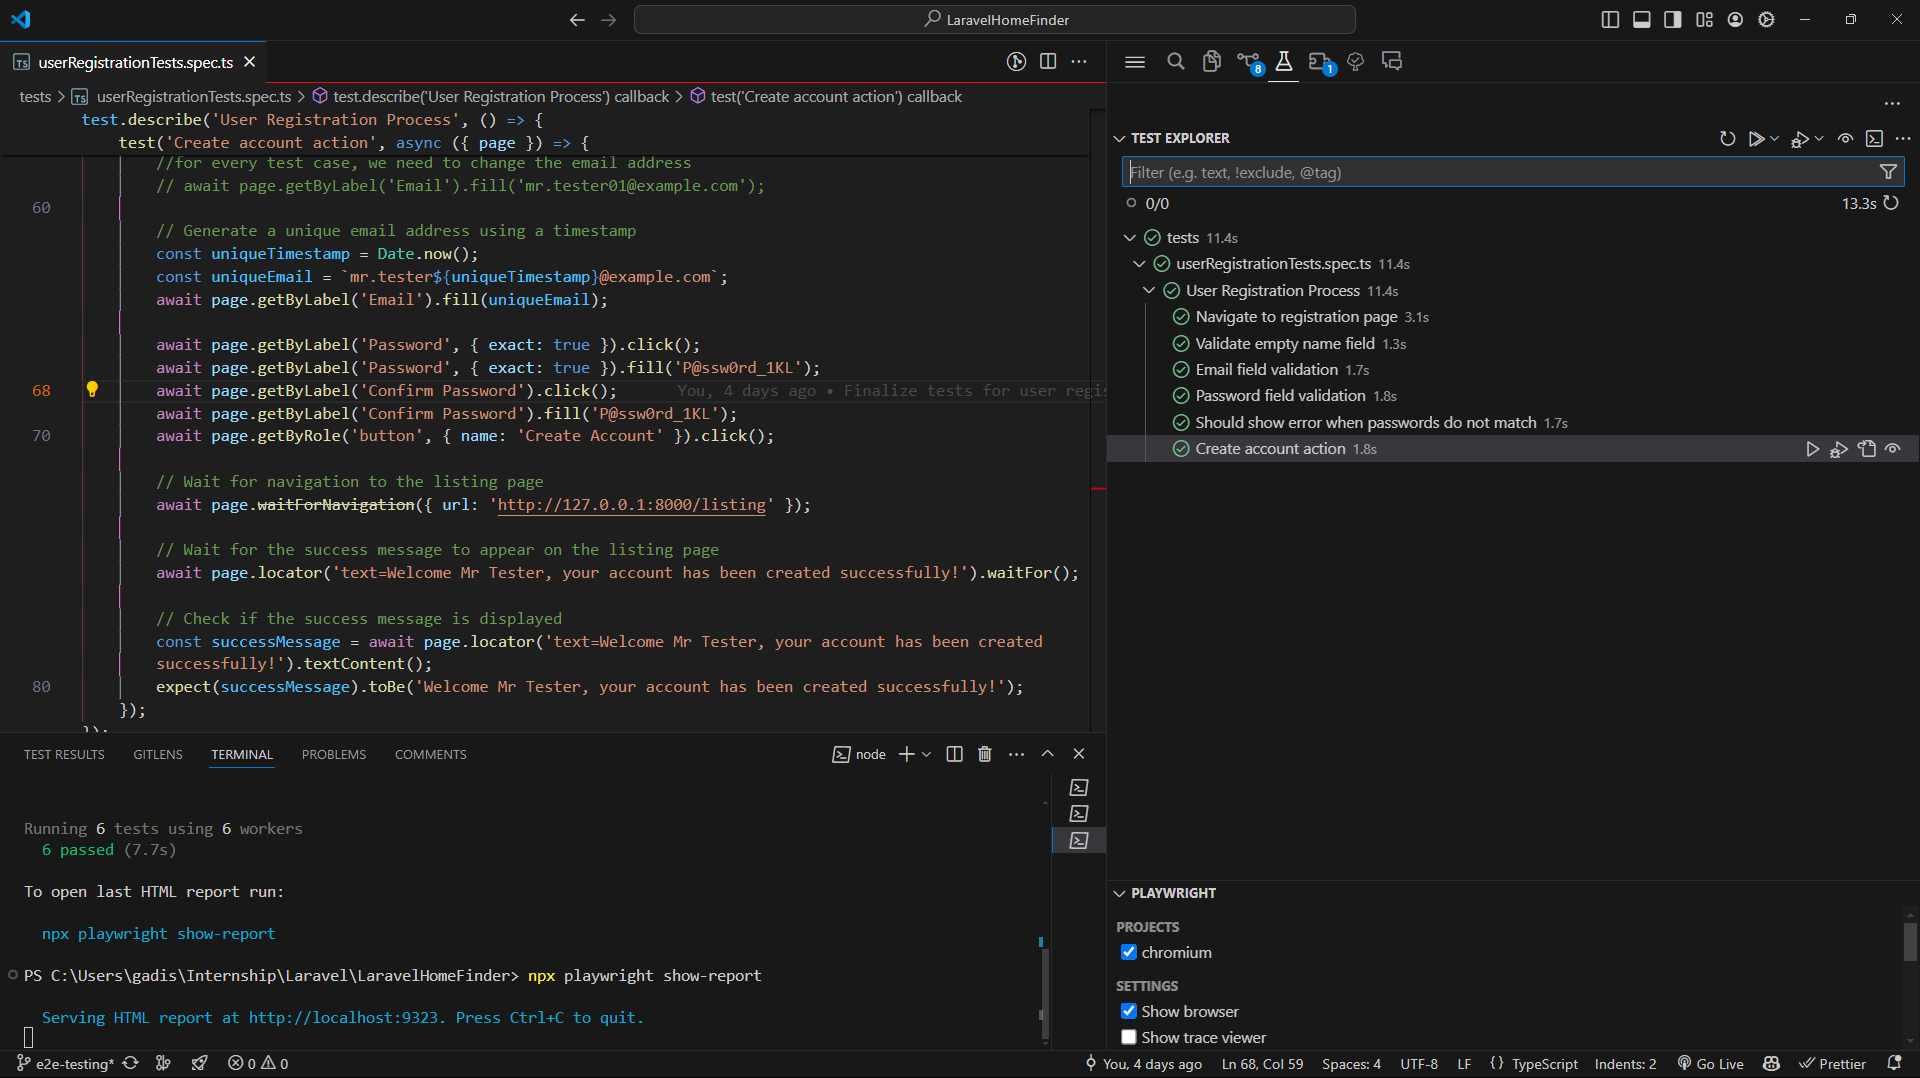 LaravelHomeFinder
TS userRegistrationTests.spec.ts
8
1
tests > TS userRegistrationTests.spec.ts > test.describe('User Registration Process') callback > test('Create account action') callback
test.describe('User Registration Process', () => {
test('Create account action', async ({ page }) => {
//for every test case, we need to change the email address
// await page.getByLabel('Email').fill('mr.tester01@example.com');
60
// Generate a unique email address using a timestamp
const uniqueTimestamp = Date.now();
const uniqueEmail = `mr.tester${uniqueTimestamp}@example.com`;
await page.getByLabel('Email').fill(uniqueEmail);
await page.getByLabel('Password', { exact: true }).click();
await page.getByLabel('Password', { exact: true }).fill('P@ssw0rd_1KL');
68 await page.getByLabel('Confirm Password').click(); You, 4 days ago • Finalize tests for user regis
await page.getByLabel('Confirm Password').fill('P@ssw0rd_1KL');
70 await page.getByRole('button', { name: 'Create Account' }).click();
// Wait for navigation to the listing page
await page.waitForNavigation({ url: 'http://127.0.0.1:8000/listing' });
// Wait for the success message to appear on the listing page
await page.locator('text=Welcome Mr Tester, your account has been created successfully!').waitFor();
// Check if the success message is displayed
const successMessage = await page.locator('text=Welcome Mr Tester, your account has been created
successfully!').textContent();
80 expect(successMessage).toBe('Welcome Mr Tester, your account has been created successfully!');
});
});
TEST RESULTS GITLENS TERMINAL PROBLEMS COMMENTS
node
Running 6 tests using 6 workers
6 passed (7.7s)
To open last HTML report run:
npx playwright show-report
PS C:\Users\gadis\Internship\Laravel\LaravelHomeFinder> npx playwright show-report
Serving HTML report at http://localhost:9323. Press Ctrl+C to quit.
TEST EXPLORER
Filter (e.g. text, !exclude, @tag)
0/0 13.3s
tests 11.4s
userRegistrationTests.spec.ts 11.4s
User Registration Process 11.4s
Navigate to registration page 3.1s
Validate empty name field 1.3s
Email field validation 1.7s
Password field validation 1.8s
Should show error when passwords do not match 1.7s
Create account action 1.8s
PLAYWRIGHT
PROJECTS
chromium
SETTINGS
Show browser
Show trace viewer
e2e-testing* 0 0 You, 4 days ago Ln 68, Col 59 Spaces: 4 UTF-8 LF {} TypeScript Indents: 2 Go Live Prettier